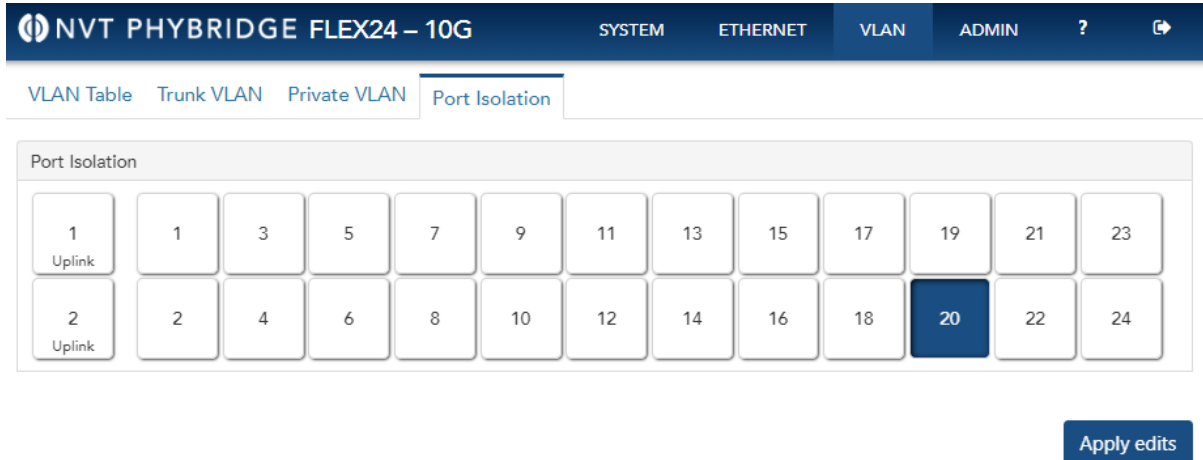 NVT PHYBRIDGE FLEX24 – 10G SYSTEM ETHERNET VLAN ADMIN ?
VLAN Table Trunk VLAN Private VLAN Port Isolation
Port Isolation
1 1 3 5 7 9 11 13 15 17 19 21 23
Uplink
2 2 4 6 8 10 12 14 16 18 20 22 24
Uplink
Apply edits